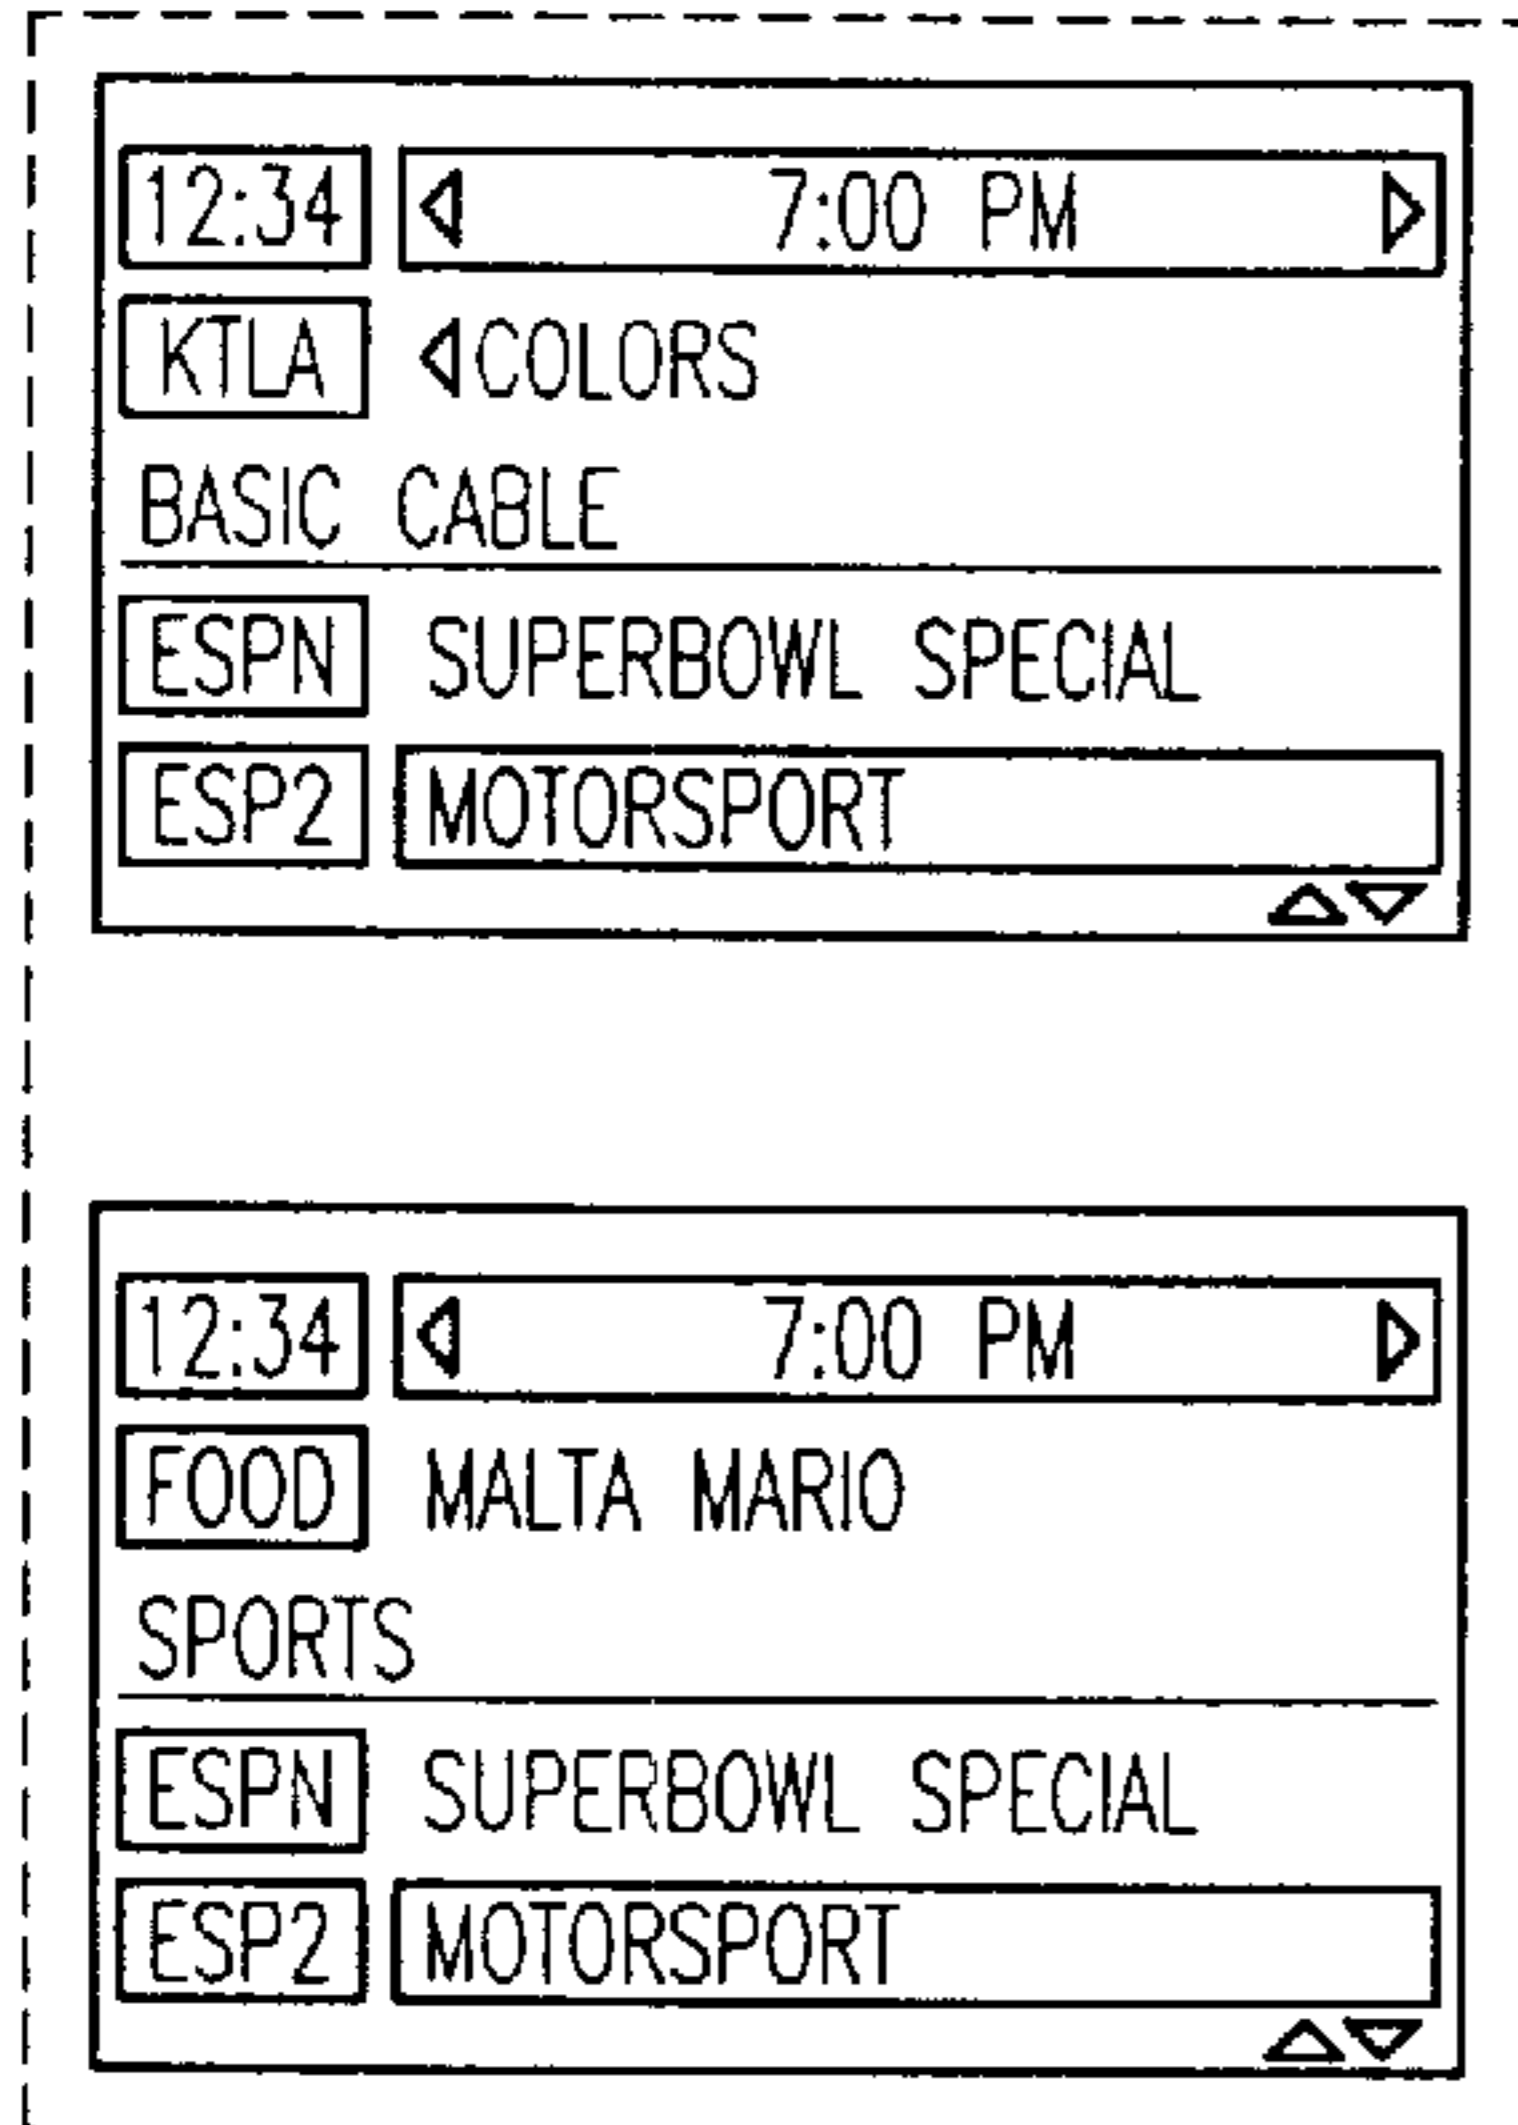 12:34 7:00 PM
KTLA COLORS
BASIC CABLE
ESPN SUPERBOWL SPECIAL
ESP2 MOTORSPORT
12:34 7:00 PM
FOOD MALTA MARIO
SPORTS
ESPN SUPERBOWL SPECIAL
ESP2 MOTORSPORT